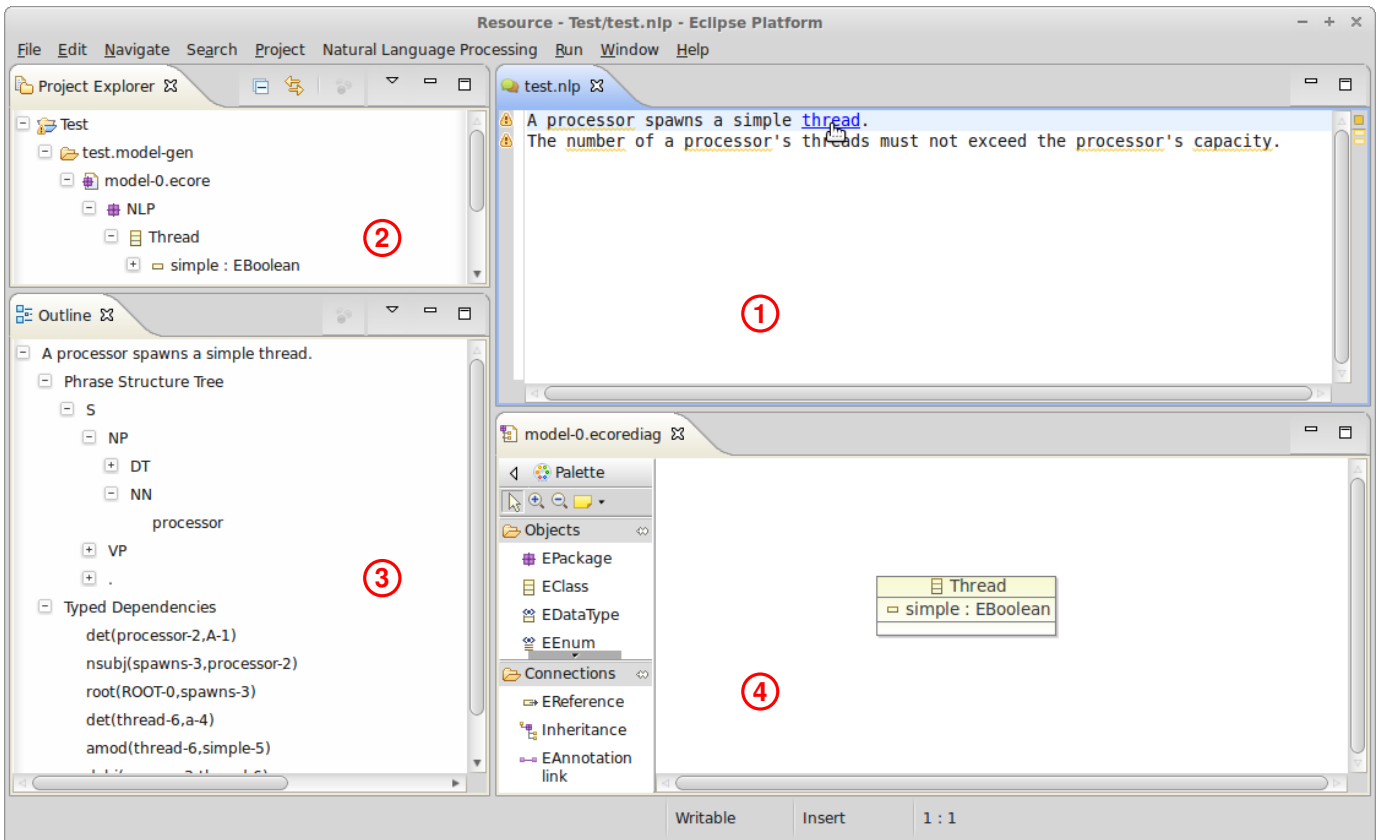 Resource - Test/test.nlp - Eclipse Platform
File Edit Navigate Search Project Natural Language Processing Run Window Help
Project Explorer
Test
test.model-gen
model-0.ecore
NLP
Thread
simple : EBoolean
2
test.nlp
A processor spawns a simple thread.
The number of a processor's threads must not exceed the processor's capacity.
1
Outline
A processor spawns a simple thread.
Phrase Structure Tree
S
NP
DT
NN
processor
VP
.
3
Typed Dependencies
det(processor-2,A-1)
nsubj(spawns-3,processor-2)
root(ROOT-0,spawns-3)
det(thread-6,a-4)
amod(thread-6,simple-5)
model-0.ecorediag
Palette
Objects
EPackage
EClass
EDataType
EEnum
Connections
EReference
Inheritance
EAnnotation
link
Thread
simple : EBoolean
4
Writable Insert 1 : 1